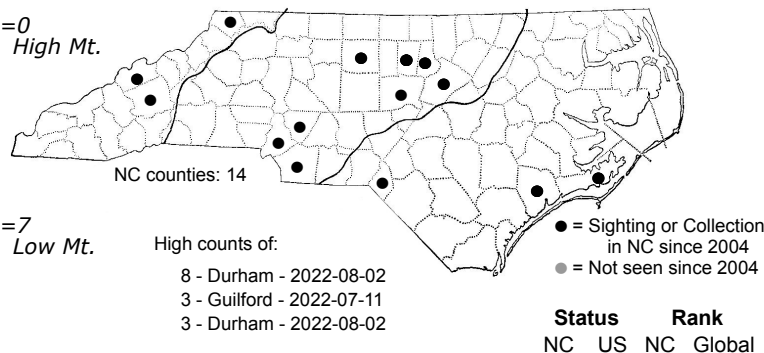 =0
High Mt.
NC counties: 14
=7
Low Mt.
High counts of:
8 - Durham - 2022-08-02
3 - Guilford - 2022-07-11
3 - Durham - 2022-08-02
= Sighting or Collection
in NC since 2004
= Not seen since 2004
Status Rank
NC US NC Global